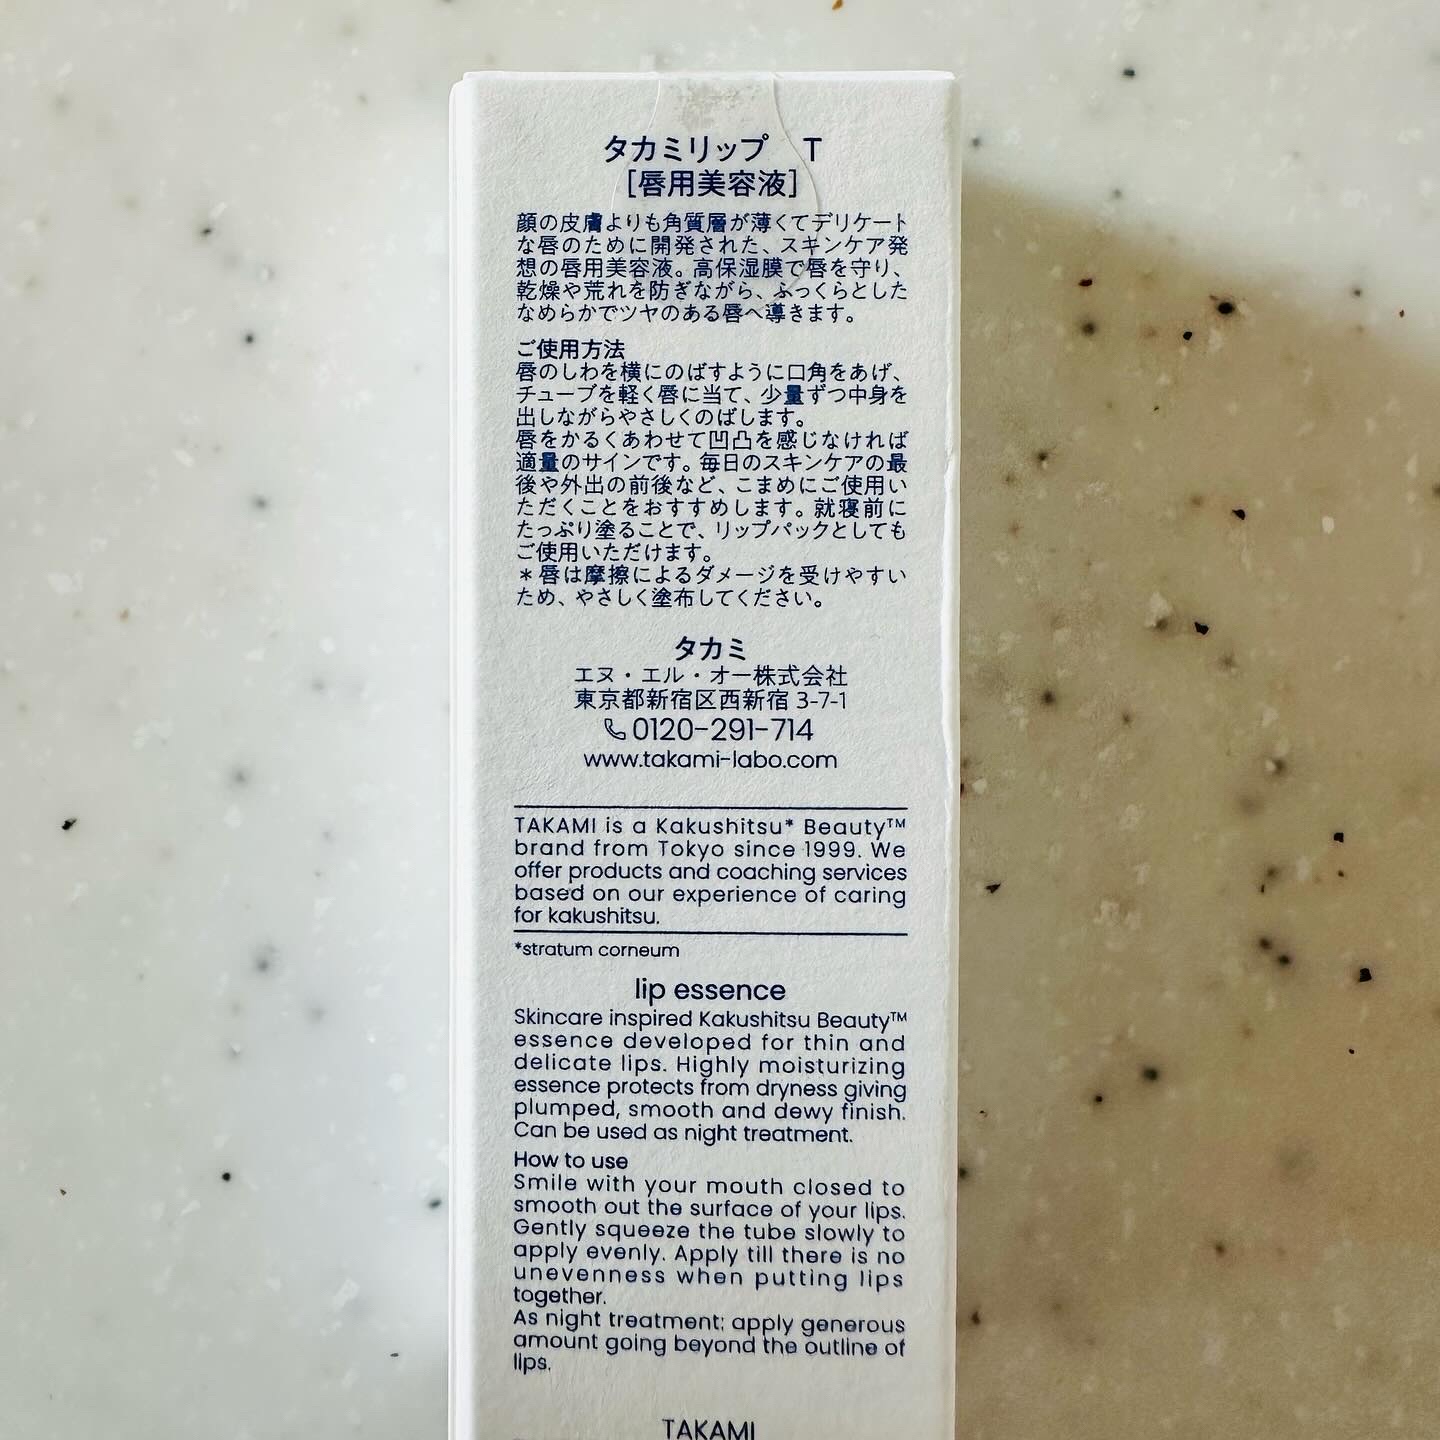 タカミリップ T
[唇用美容液]
顔の皮膚よりも角質層が薄くてデリケート
な唇のために開発された、スキンケア発
想の唇用美容液。高保湿膜で唇を守り、
乾燥や荒れを防ぎながら、ふっくらとした
なめらかでツヤのある唇へ導きます。
ご使用方法
唇のしわを横にのばすように口角をあげ、
チューブを軽く唇に当て、少量ずつ中身を
出しながらやさしくのばします。
唇をかるくあわせて凹凸を感じなければ
適量のサインです。毎日のスキンケアの最
後や外出の前後など、こまめにご使用い
ただくことをおすすめします。就寝前に
たっぷり塗ることで、リップパックとしても
ご使用いただけます。
＊唇は摩擦によるダメージを受けやすい
ため、やさしく塗布してください。
タカミ
エヌ・エル・オー株式会社
東京都新宿区西新宿 3-7-1
0120-291-714
www.takami-labo.com
TAKAMI is a Kakushitsu* Beauty™
brand from Tokyo since 1999. We
offer products and coaching services
based on our experience of caring
for kakushitsu.
*stratum corneum
lip essence
Skincare inspired Kakushitsu Beauty™
essence developed for thin and
delicate lips. Highly moisturizing
essence protects from dryness giving
plumped, smooth and dewy finish.
Can be used as night treatment.
How to use
Smile with your mouth closed to
smooth out the surface of your lips.
Gently squeeze the tube slowly to
apply evenly. Apply till there is no
unevenness when putting lips
together.
As night treatment: apply generous
amount going beyond the outline of
lips.
TAKAMI